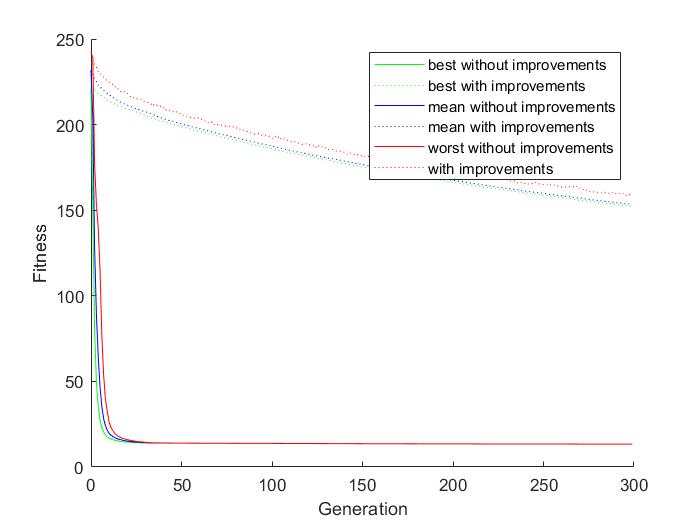 250
200
150
100
50
0
Fitness
best without improvements
best with improvements
mean without improvements
mean with improvements
worst without improvements
with improvements
0 50 100 150 200 250 300
Generation